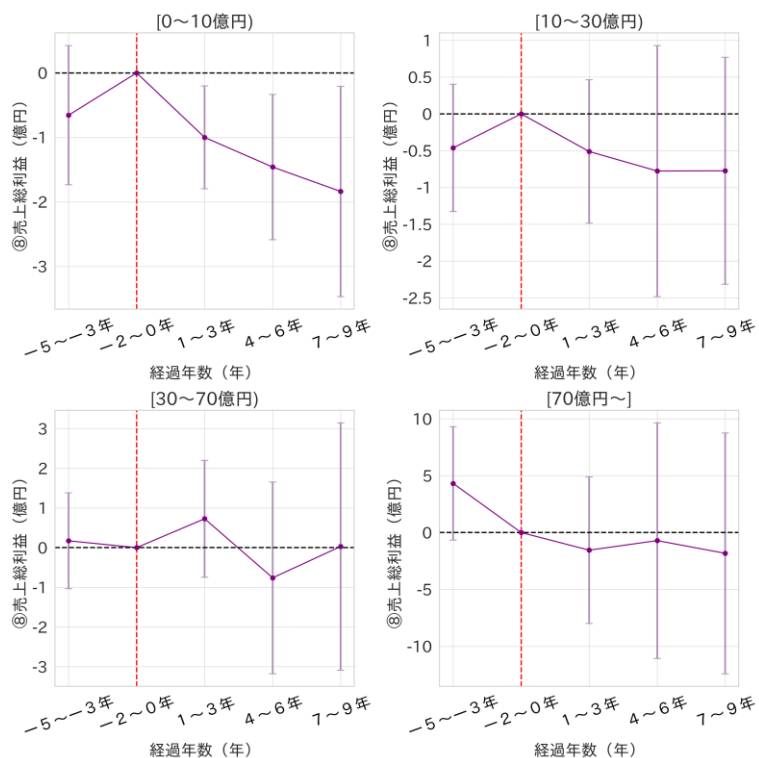 [0～10億円)
0
-1
-2
-3
⑧売上総利益（億円）
－5～－3年
－2～0年
1～3年
4～6年
7～9年
経過年数（年）
[10～30億円)
1
0.5
0
-0.5
-1
-1.5
-2
-2.5
⑧売上総利益（億円）
－5～－3年
－2～0年
1～3年
4～6年
7～9年
経過年数（年）
[30～70億円)
3
2
1
0
-1
-2
-3
⑧売上総利益（億円）
－5～－3年
－2～0年
1～3年
4～6年
7～9年
経過年数（年）
[70億円～]
10
5
0
-5
-10
⑧売上総利益（億円）
－5～－3年
－2～0年
1～3年
4～6年
7～9年
経過年数（年）